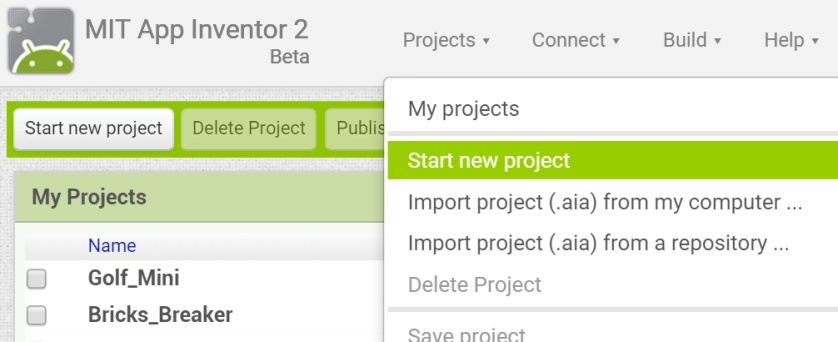 MIT App Inventor 2
Beta
Projects Connect Build Help
My projects
Start new project Delete Project Publis
Start new project
My Projects
Import project (.aia) from my computer ...
Name
Import project (.aia) from a repository ...
Golf_Mini
Delete Project
Bricks_Breaker
Save project